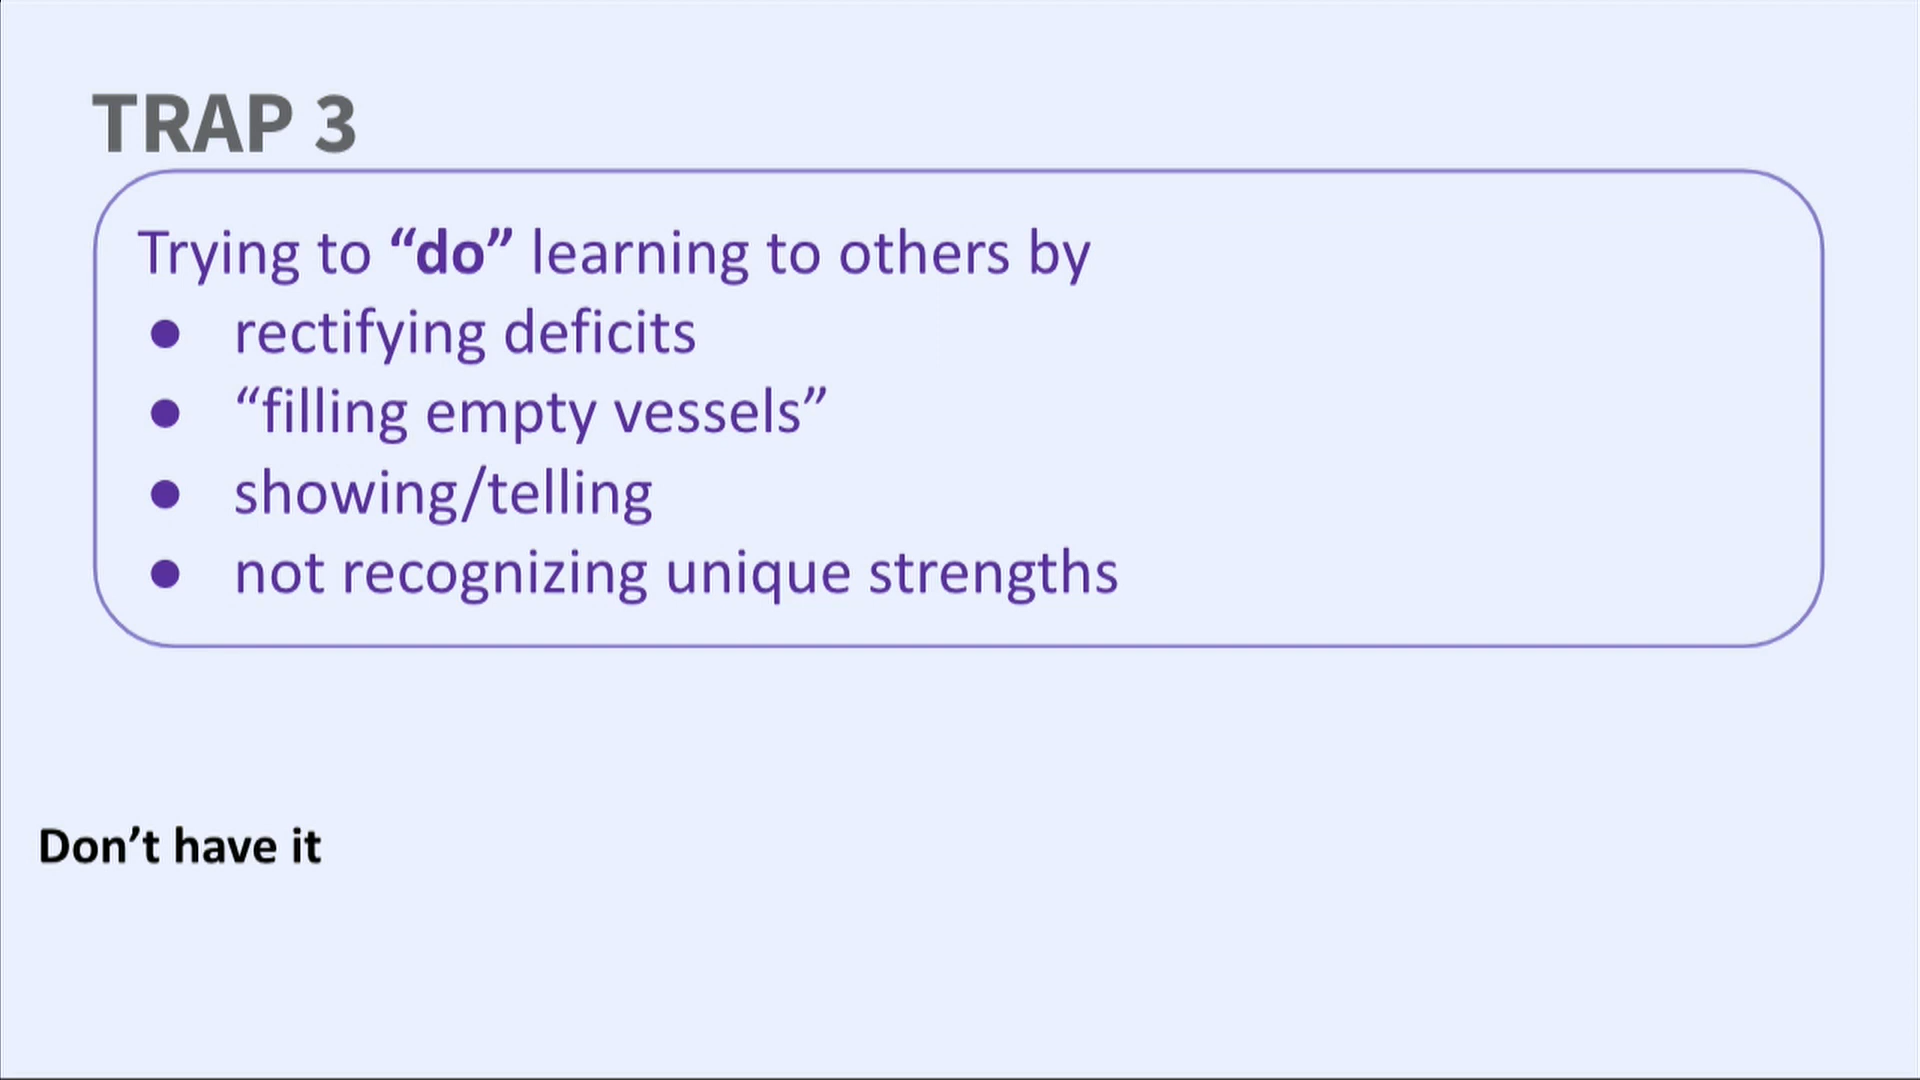 TRAP 3
Trying to “do” learning to others by
● rectifying deficits
● “filling empty vessels”
● showing/telling
● not recognizing unique strengths
Don’t have it